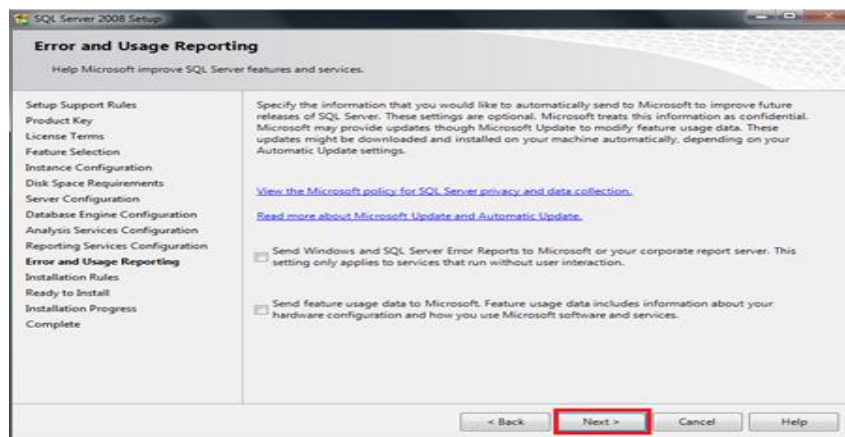 SQL Server 2008 Setup
Error and Usage Reporting
Help Microsoft improve SQL Server features and services.
Setup Support Rules
Product Key
License Terms
Feature Selection
Instance Configuration
Disk Space Requirements
Server Configuration
Database Engine Configuration
Analysis Services Configuration
Reporting Services Configuration
Error and Usage Reporting
Installation Rules
Ready to Install
Installation Progress
Complete
Specify the information that you would like to automatically send to Microsoft to improve future
releases of SQL Server. These settings are optional. Microsoft treats this information as confidential.
Microsoft may provide updates though Microsoft Update to modify feature usage data. These
updates might be downloaded and installed on your machine automatically, depending on your
Automatic Update settings.
View the Microsoft policy for SQL Server privacy and data collection.
Read more about Microsoft Update and Automatic Update.
Send Windows and SQL Server Error Reports to Microsoft or your corporate report server. This
setting only applies to services that run without user interaction.
Send feature usage data to Microsoft. Feature usage data includes information about your
hardware configuration and how you use Microsoft software and services.
< Back
Next >
Cancel
Help